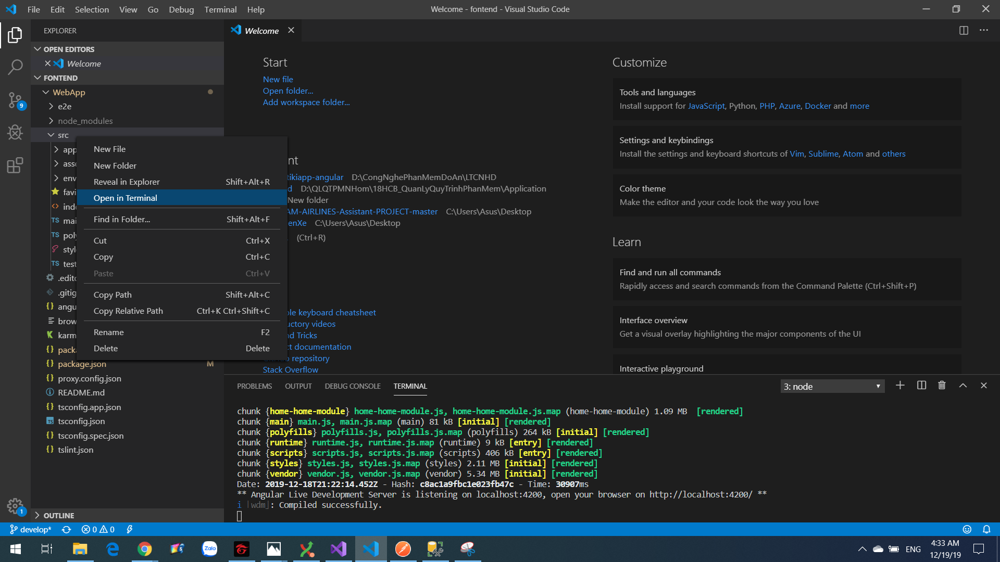 File Edit Selection View Go Debug Terminal Help
Welcome - fontend - Visual Studio Code
EXPLORER
OPEN EDITORS
Welcome
FONTEND
WebApp
e2e
node_modules
src
app
asse
env
favi
inde
mai
poly
style
test
.edito
.gitig
angu
brow
karm
packa
package.json M
proxy.config.json
README.md
tsconfig.app.json
tsconfig.json
tsconfig.spec.json
tslint.json
OUTLINE
9
1
New File
New Folder
Reveal in Explorer Shift+Alt+R
Open in Terminal
Find in Folder... Shift+Alt+F
Cut Ctrl+X
Copy Ctrl+C
Paste Ctrl+V
Copy Path Shift+Alt+C
Copy Relative Path Ctrl+K Ctrl+Shift+C
Rename F2
Delete Delete
Welcome
Start
New file
Open folder...
Add workspace folder...
nt
tikiapp-angular D:\CongNghePhanMemDoAn\LTCNHD
d D:\QLQTPMNHom\18HCB_QuanLyQuyTrinhPhanMem\Application
New folder
AM-AIRLINES-Assistant-PROJECT-master C:\Users\Asus\Desktop
enXe C:\Users\Asus\Desktop
(Ctrl+R)
ble keyboard cheatsheet
uctory videos
nd Tricks
ct documentation
repository
Stack Overflow
Customize
Tools and languages
Install support for JavaScript, Python, PHP, Azure, Docker and more
Settings and keybindings
Install the settings and keyboard shortcuts of Vim, Sublime, Atom and others
Color theme
Make the editor and your code look the way you love
Learn
Find and run all commands
Rapidly access and search commands from the Command Palette (Ctrl+Shift+P)
Interface overview
Get a visual overlay highlighting the major components of the UI
Interactive playground
PROBLEMS OUTPUT DEBUG CONSOLE TERMINAL
3: node
chunk {home-home-module} home-home-module.js, home-home-module.js.map (home-home-module) 1.09 MB [rendered]
chunk {main} main.js, main.js.map (main) 81 kB [initial] [rendered]
chunk {polyfills} polyfills.js, polyfills.js.map (polyfills) 264 kB [initial] [rendered]
chunk {runtime} runtime.js, runtime.js.map (runtime) 9 kB [entry] [rendered]
chunk {scripts} scripts.js, scripts.js.map (scripts) 406 kB [entry] [rendered]
chunk {styles} styles.js, styles.js.map (styles) 2.11 MB [initial] [rendered]
chunk {vendor} vendor.js, vendor.js.map (vendor) 5.34 MB [initial] [rendered]
Date: 2019-12-18T21:22:14.452Z - Hash: c8ac1a9fbc1e023fb47c - Time: 30907ms
** Angular Live Development Server is listening on localhost:4200, open your browser on http://localhost:4200/ **
i ｢wdm｣: Compiled successfully.
develop* 0 0
Zalo
ENG
4:33 AM
12/19/19